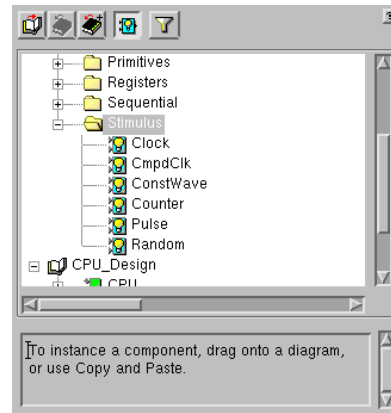 Primitives
Registers
Sequential
Stimulus
Clock
CmpdClk
ConstWave
Counter
Pulse
Random
CPU_Design
CPU
To instance a component, drag onto a diagram,
or use Copy and Paste.